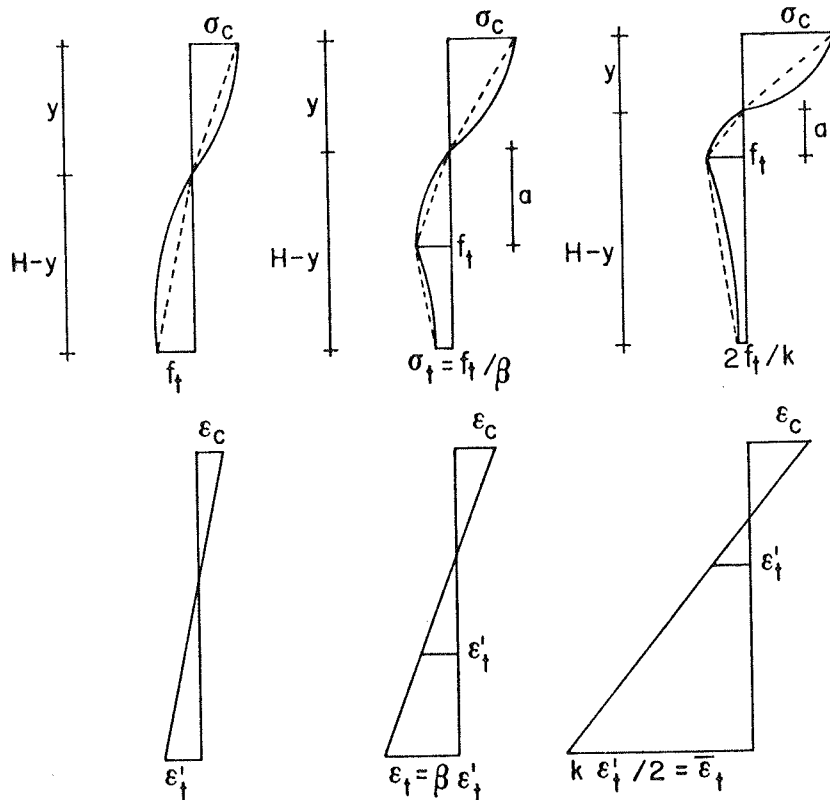 σc
y
H-y
ft
σc
y
H-y
a
ft
σt = ft/β
σc
y
H-y
a
ft
2 ft/k
εc
ε't
εc
ε't
εt = β ε't
εc
ε't
k ε't/2 = ε̅t